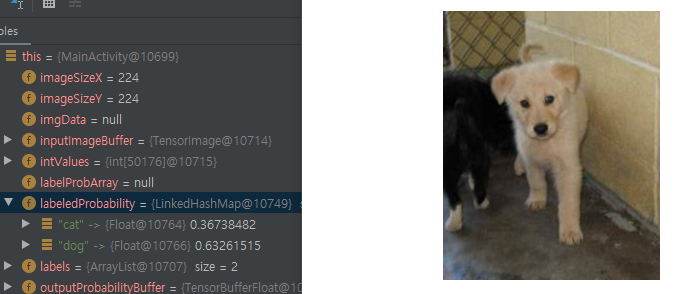 les
this = {MainActivity@10699}
imageSizeX = 224
imageSizeY = 224
imgData = null
inputImageBuffer = {TensorImage@10714}
intValues = {int[50176]@10715}
labelProbArray = null
labeledProbability = {LinkedHashMap@10749} s
"cat" -> {Float@10764} 0.36738482
"dog" -> {Float@10766} 0.63261515
labels = {ArrayList@10707} size = 2
outputProbabilityBuffer = {TensorBufferFloat@10